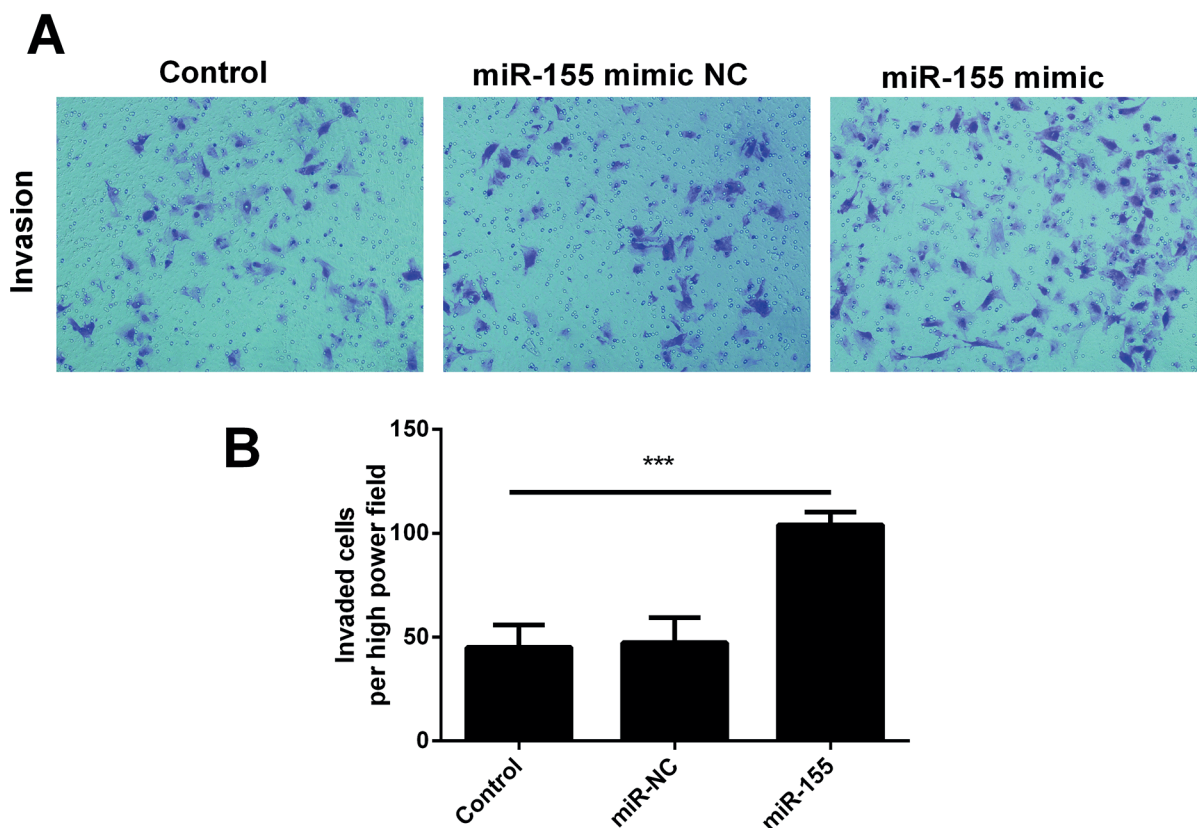 A
Control
miR-155 mimic NC
miR-155 mimic
Invasion
B
Invaded cells
per high power field
150
100
50
0
***
Control
miR-NC
miR-155